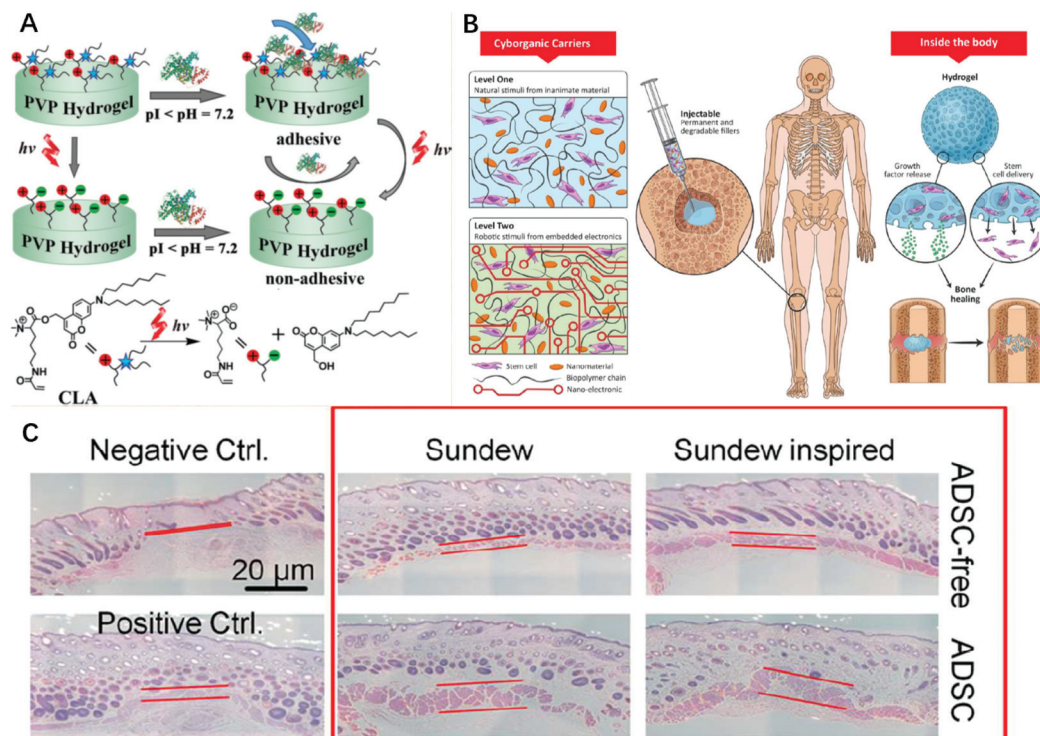 A
PVP Hydrogel
pI < pH = 7.2
PVP Hydrogel
adhesive
hv
hv
PVP Hydrogel
pI < pH = 7.2
PVP Hydrogel
non-adhesive
hv
CLA
B
Cyborganic Carriers
Level One
Natural stimuli from inanimate material
Level Two
Robotic stimuli from embedded electronics
Stem cell
Nanomaterial
Biopolymer chain
Nano-electronic
Injectable
Permanent and
degradable fillers
Inside the body
Hydrogel
Growth
factor release
Stem
cell delivery
Bone
healing
C
Negative Ctrl.
20 μm
Positive Ctrl.
Sundew
Sundew inspired
ADSC-free
ADSC